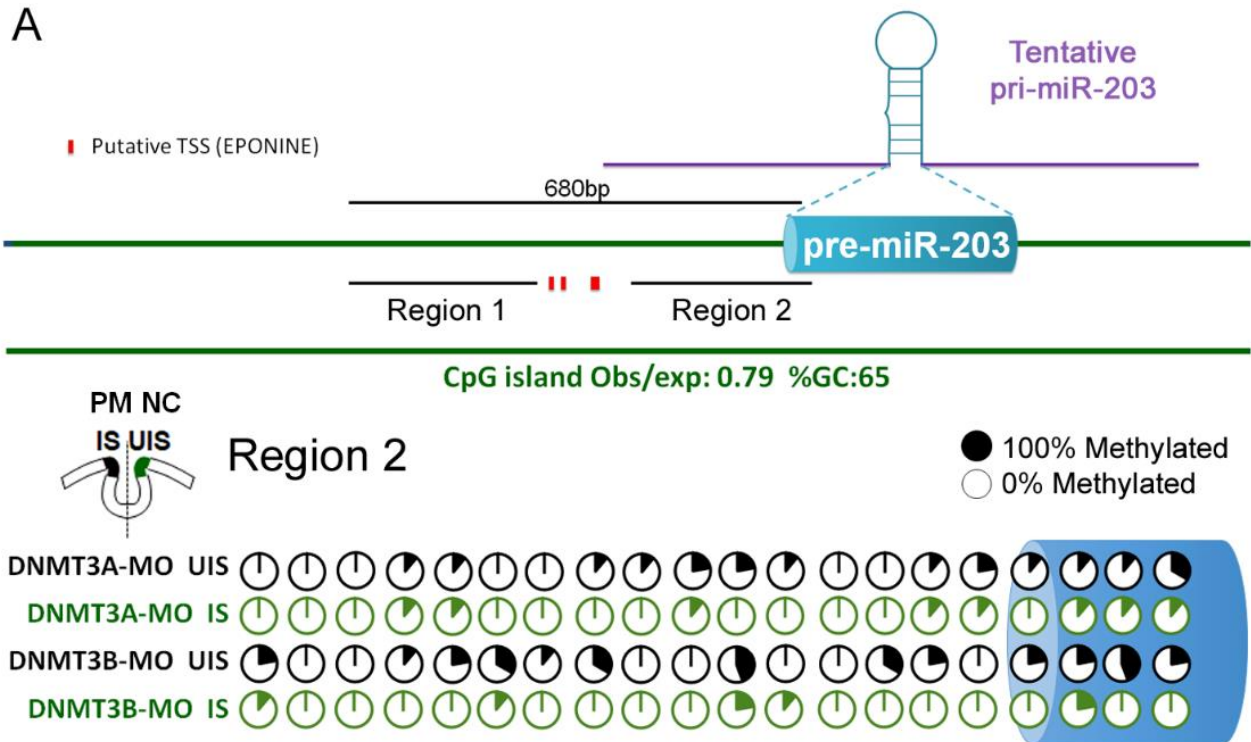 A
Tentative
pri-miR-203
Putative TSS (EPONINE)
680bp
pre-miR-203
Region 1
Region 2
CpG island Obs/exp: 0.79 %GC:65
PM NC
IS UIS
Region 2
100% Methylated
0% Methylated
DNMT3A-MO UIS
DNMT3A-MO IS
DNMT3B-MO UIS
DNMT3B-MO IS